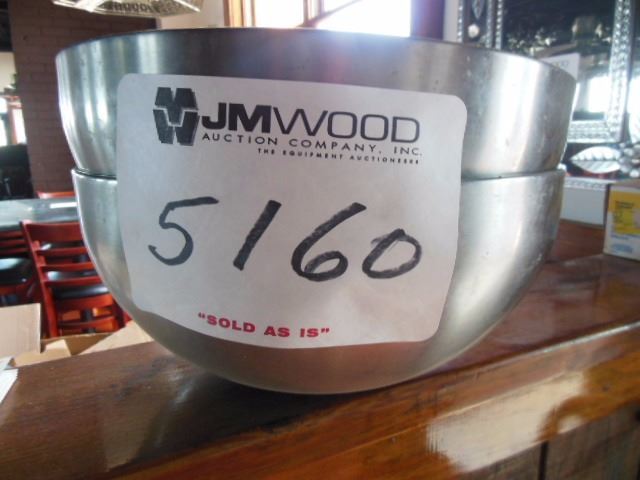 JMWOOD
AUCTION COMPANY, INC.
THE EQUIPMENT AUCTIONEERS
5160
"SOLD AS IS"